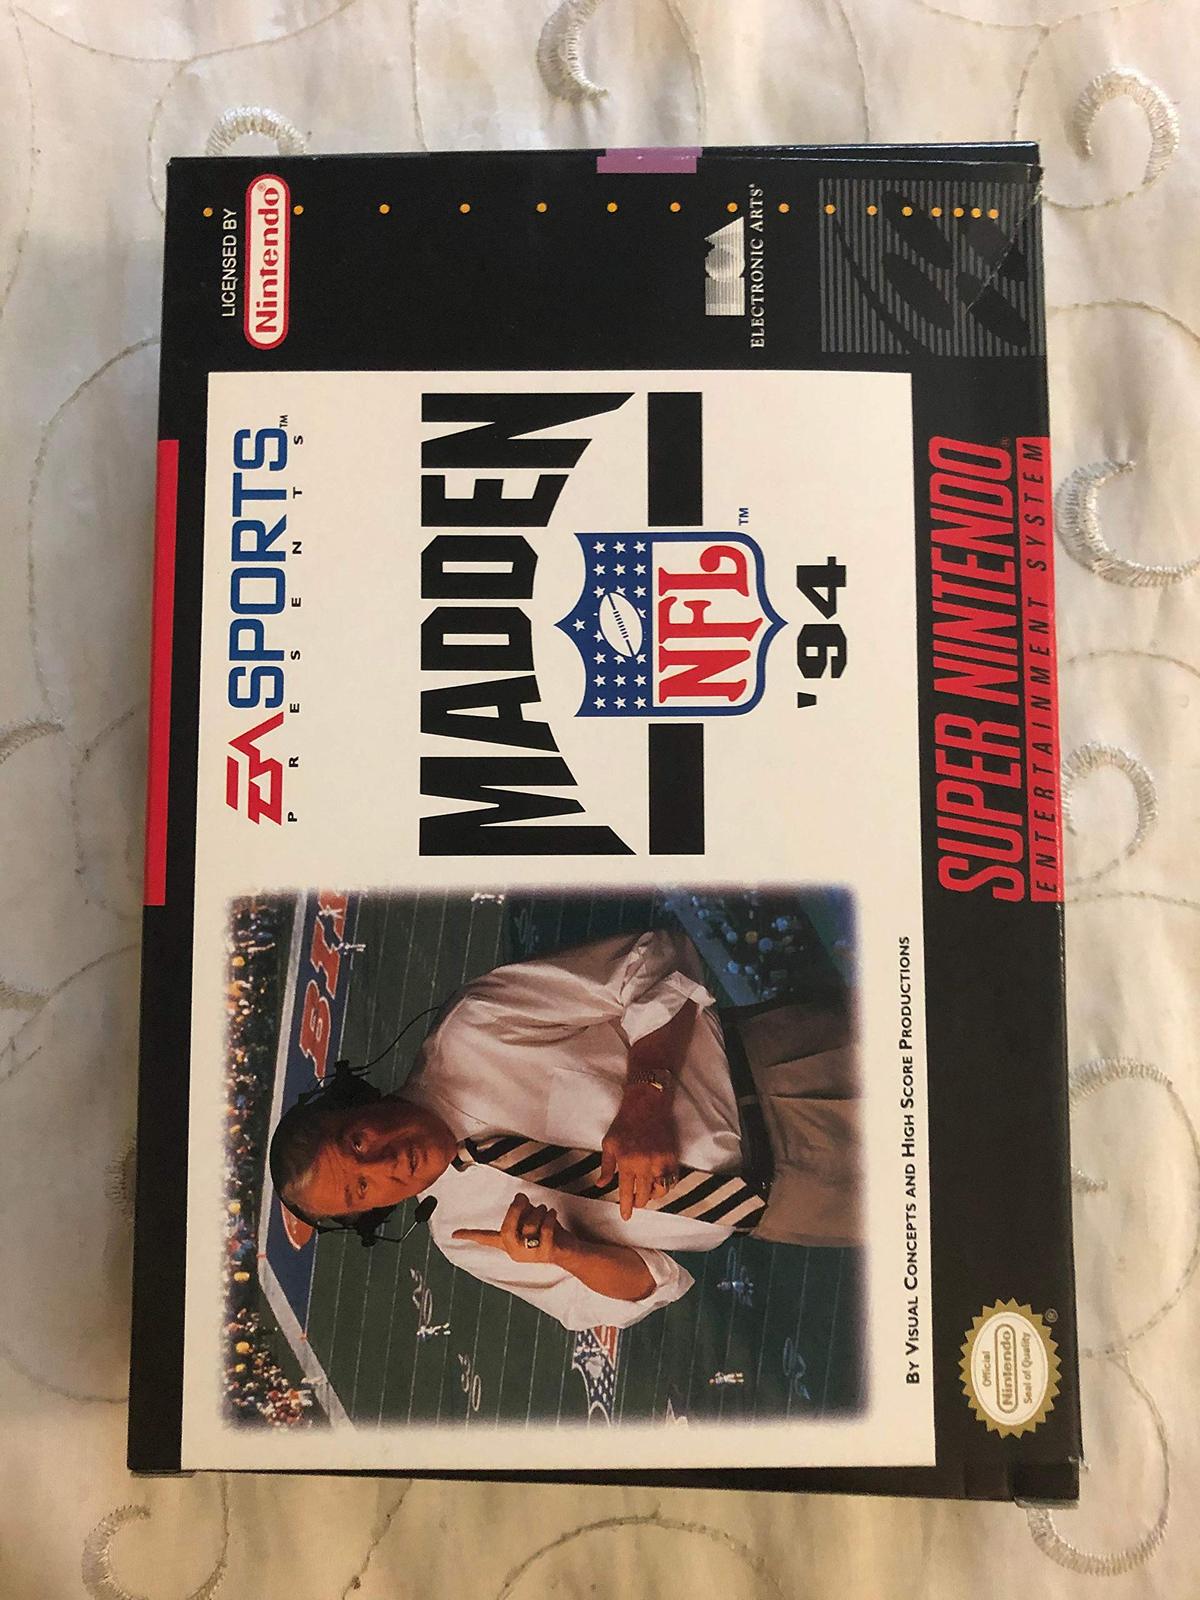 LICENSED BY
Nintendo®
ELECTRONIC ARTS®
EA SPORTS™
PRESENTS
MADDEN
NFL
™
'94
BY VISUAL CONCEPTS AND HIGH SCORE PRODUCTIONS
SUPER NINTENDO®
ENTERTAINMENT SYSTEM
Official
Nintendo
Seal of Quality
®